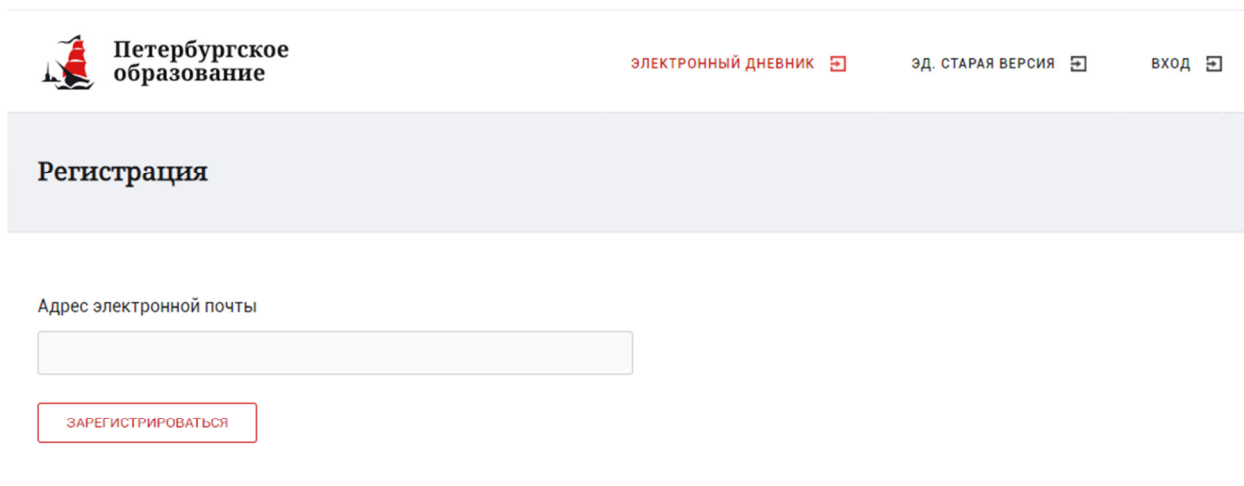 Петербургское
образование
ЭЛЕКТРОННЫЙ ДНЕВНИК
ЭД. СТАРАЯ ВЕРСИЯ
ВХОД
Регистрация
Адрес электронной почты
ЗАРЕГИСТРИРОВАТЬСЯ